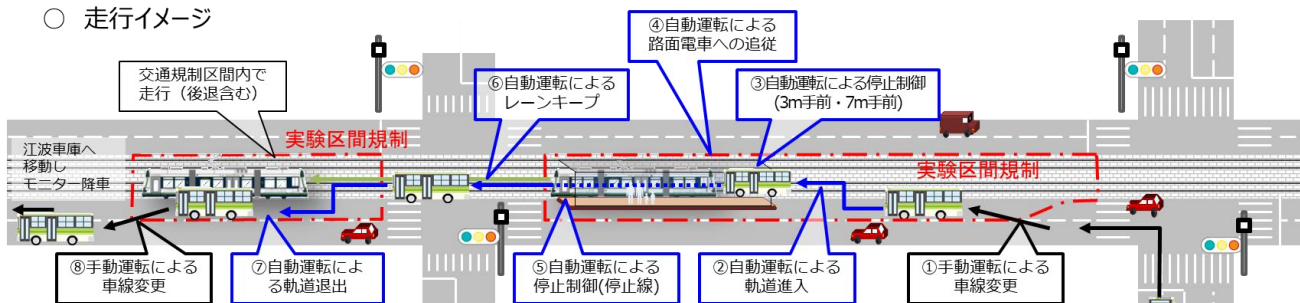 ○ 走行イメージ
④自動運転による
路面電車への追従
交通規制区間内で
走行（後退含む）
⑥自動運転による
レーンキープ
③自動運転による停止制御
(3m手前・7m手前)
実験区間規制
実験区間規制
江波車庫へ
移動し
モニター降車
⑧手動運転による
車線変更
⑦自動運転によ
る軌道退出
⑤自動運転による
停止制御(停止線)
②自動運転による
軌道進入
①手動運転による
車線変更